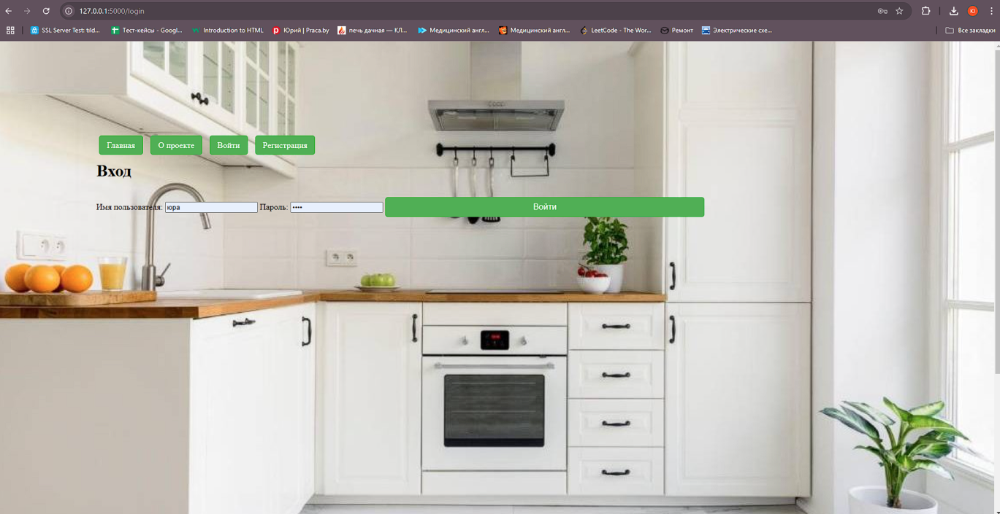 127.0.0.1:5000/login
SSL Server Test: tild... Тест-кейсы - Googl... Introduction to HTML Юрий | Praca.by печь дачная — КЛ... Медицинский англ... Медицинский англ... LeetCode - The Wor... Ремонт Электрические схе... Все закладки
Главная О проекте Войти Регистрация
Вход
Имя пользователя: юра Пароль: •••• Войти